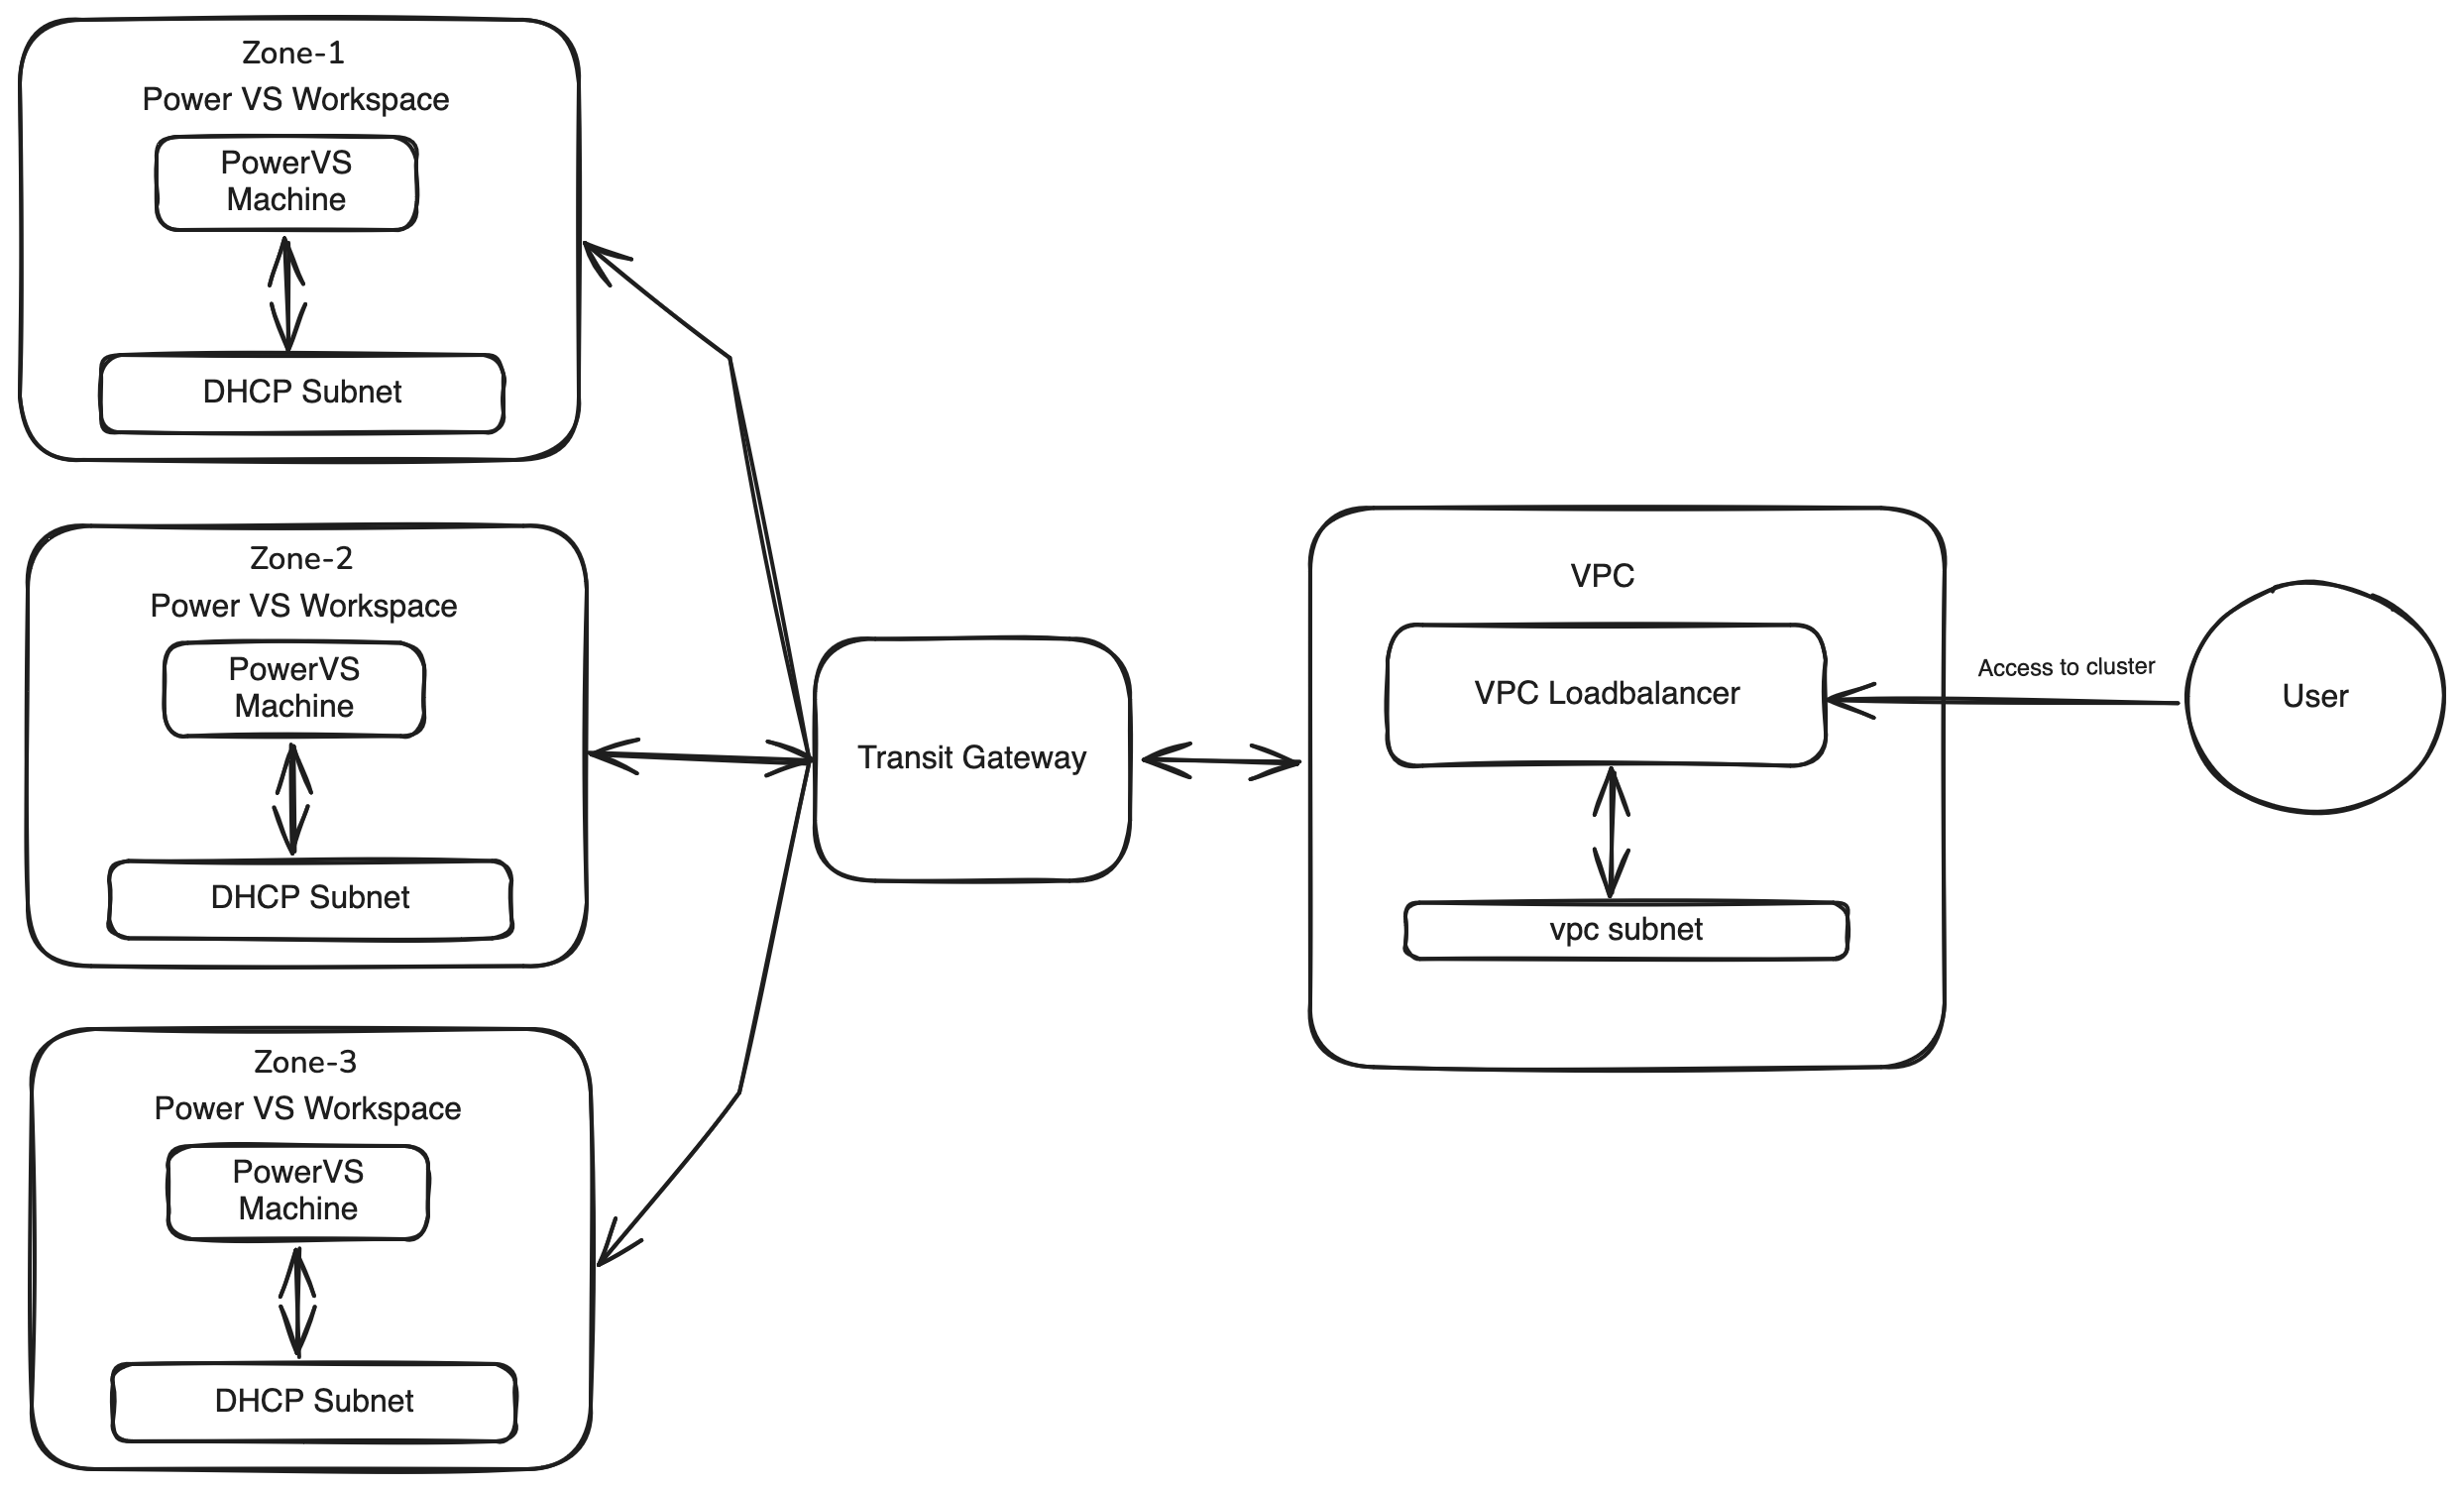 Zone-1
Power VS Workspace
PowerVS
Machine
DHCP Subnet
Zone-2
Power VS Workspace
PowerVS
Machine
DHCP Subnet
Zone-3
Power VS Workspace
PowerVS
Machine
DHCP Subnet
Transit Gateway
VPC
VPC Loadbalancer
vpc subnet
Access to cluster
User